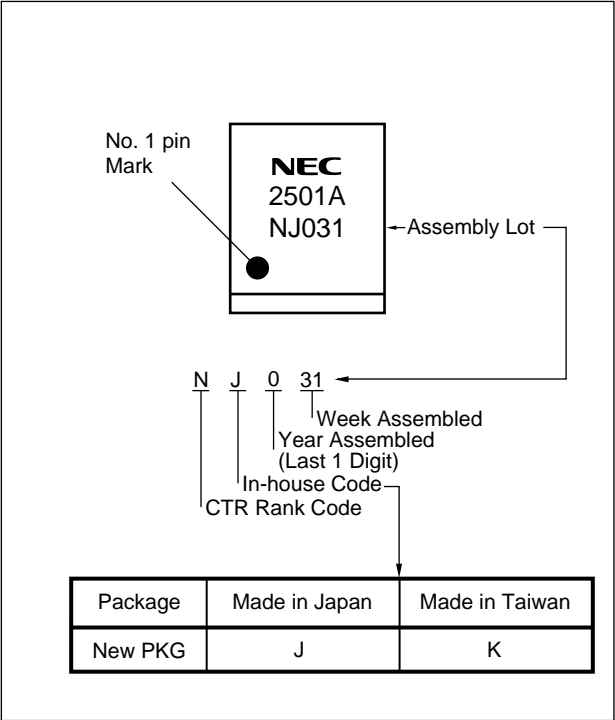 No. 1 pin
Mark
NEC
2501A
NJ031
Assembly Lot
N J 0 31
Week Assembled
Year Assembled
(Last 1 Digit)
In-house Code
CTR Rank Code
Package Made in Japan Made in Taiwan
New PKG J K